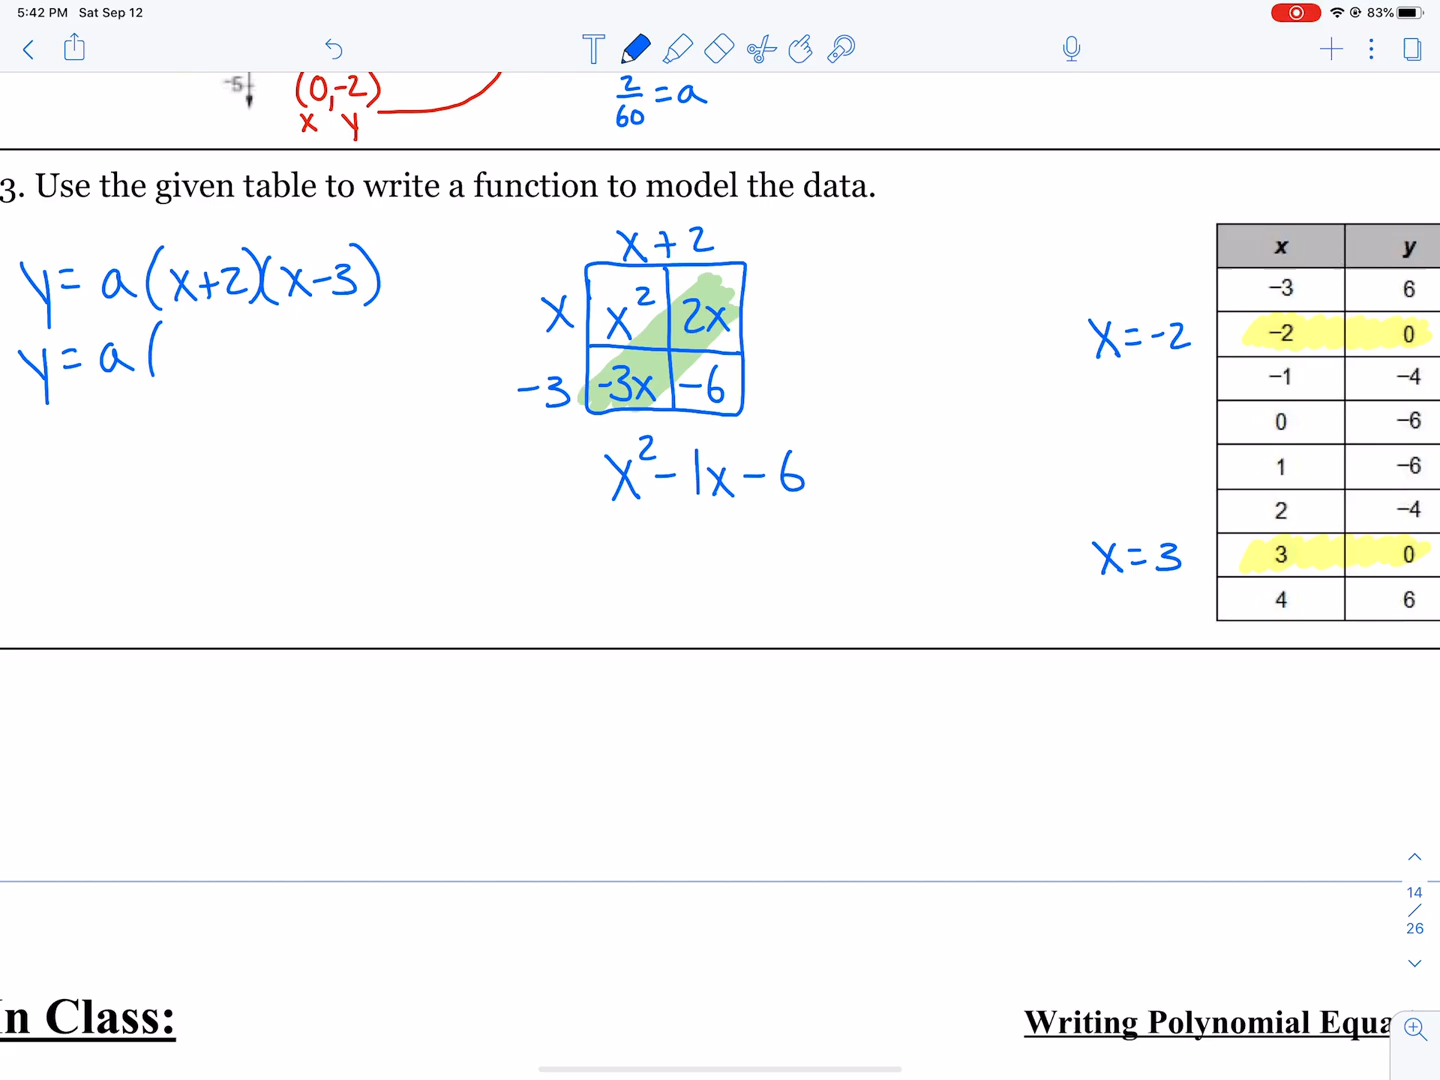 5:42 PM Sat Sep 12
83%
T
-5
(0,-2)
x y
2
60 = a
3. Use the given table to write a function to model the data.
y = a(x+2)(x-3)
y = a(
x + 2
x x² 2x
-3 -3x -6
x² - 1x - 6
x = -2
x = 3
x y
−3 6
−2 0
−1 −4
0 −6
1 −6
2 −4
3 0
4 6
14
/
26
n Class:
Writing Polynomial Equa